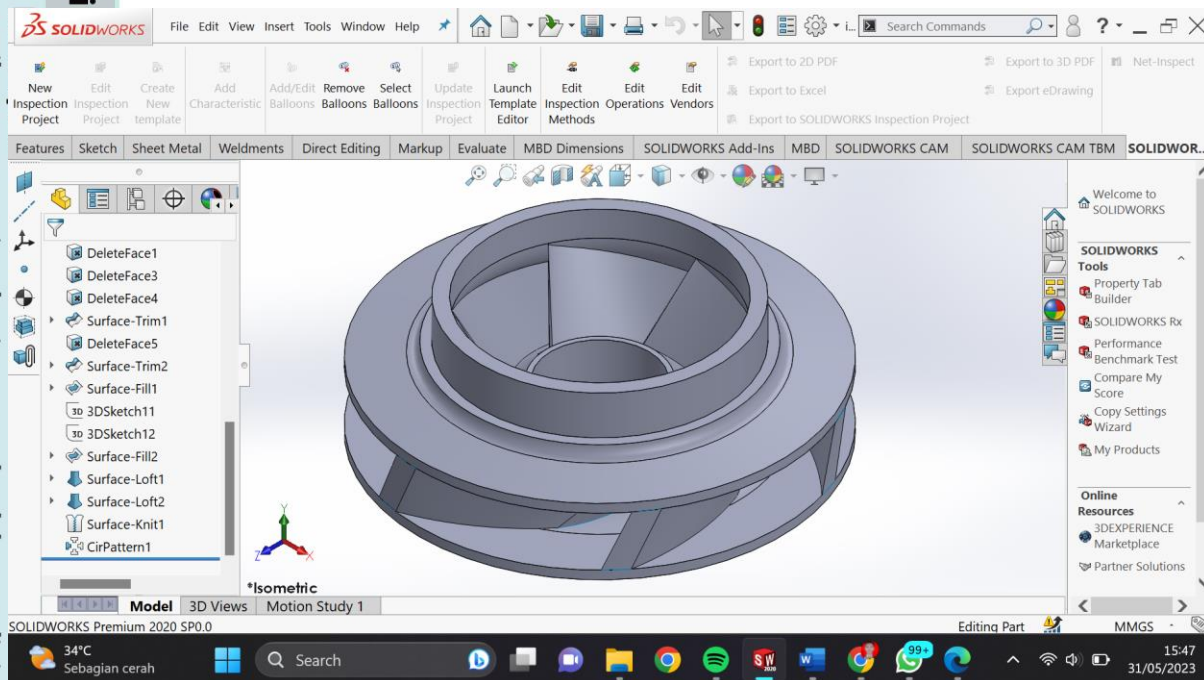 SOLIDWORKS File Edit View Insert Tools Window Help i... Search Commands ?
New Inspection Project
Edit Inspection Project
Create New template
Add Characteristic
Add/Edit Balloons
Remove Balloons
Select Balloons
Update Inspection Project
Launch Template Editor
Edit Inspection Methods
Edit Operations
Edit Vendors
Export to 2D PDF
Export to Excel
Export to SOLIDWORKS Inspection Project
Export to 3D PDF
Export eDrawing
Net-Inspect
Features Sketch Sheet Metal Weldments Direct Editing Markup Evaluate MBD Dimensions SOLIDWORKS Add-Ins MBD SOLIDWORKS CAM SOLIDWORKS CAM TBM SOLIDWOR...
DeleteFace1
DeleteFace3
DeleteFace4
Surface-Trim1
DeleteFace5
Surface-Trim2
Surface-Fill1
3D 3DSketch11
3D 3DSketch12
Surface-Fill2
Surface-Loft1
Surface-Loft2
Surface-Knit1
CirPattern1
Y
Z X
*Isometric
Welcome to
SOLIDWORKS
SOLIDWORKS
Tools
Property Tab
Builder
SOLIDWORKS Rx
Performance
Benchmark Test
Compare My
Score
Copy Settings
Wizard
My Products
Online
Resources
3DEXPERIENCE
Marketplace
Partner Solutions
Model 3D Views Motion Study 1
SOLIDWORKS Premium 2020 SP0.0 Editing Part MMGS
34°C
Sebagian cerah
Search
99+
15:47
31/05/2023